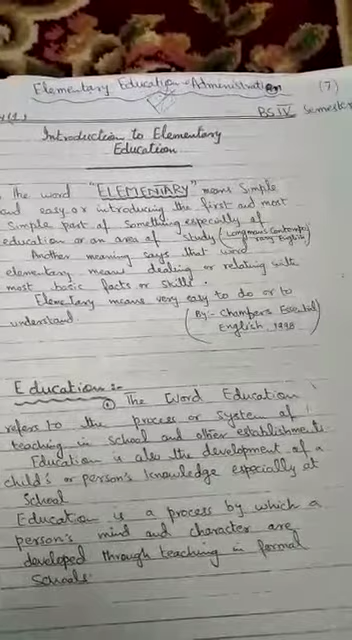 Elementary Education - Administration (7)
BS IV Semester
Introduction to Elementary
Education
The word "ELEMENTARY" means Simple
and easy or introducing the first and most
Simple part of something especially of
education or an area of study (Longmans Contempo
rary English)
Another meaning says that word
elementary means dealing or relating with
most basic facts or skills.
Elementary means very easy to do or to
understand.
(By:- Chambers Essential
English, 1998)
Education:-
① The Word Education
refers to the process or system of
teaching in School and other establishments
Education is also the development of a
child's or person's knowledge especially at
School
Education is a process by which a
person's mind and character are
developed through teaching in formal
Schools.